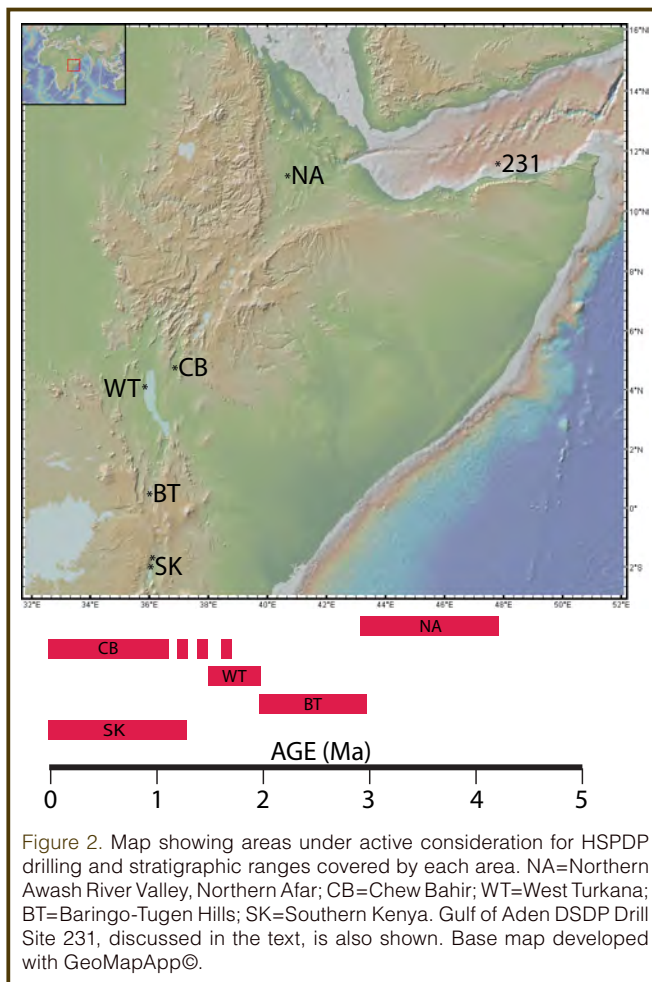 16°N
14°N
12°N
10°N
8°N
6°N
4°N
2°N
0°
2°S
32°E 34°E 36°E 38°E 40°E 42°E 44°E 46°E 48°E 50°E 52°E
*NA
*231
*CB
WT*
*BT
*SK
NA
CB
WT
BT
SK
AGE (Ma)
0 1 2 3 4 5
Figure 2. Map showing areas under active consideration for HSPDP
drilling and stratigraphic ranges covered by each area. NA=Northern
Awash River Valley, Northern Afar; CB=Chew Bahir; WT=West Turkana;
BT=Baringo-Tugen Hills; SK=Southern Kenya. Gulf of Aden DSDP Drill
Site 231, discussed in the text, is also shown. Base map developed
with GeoMapApp©.